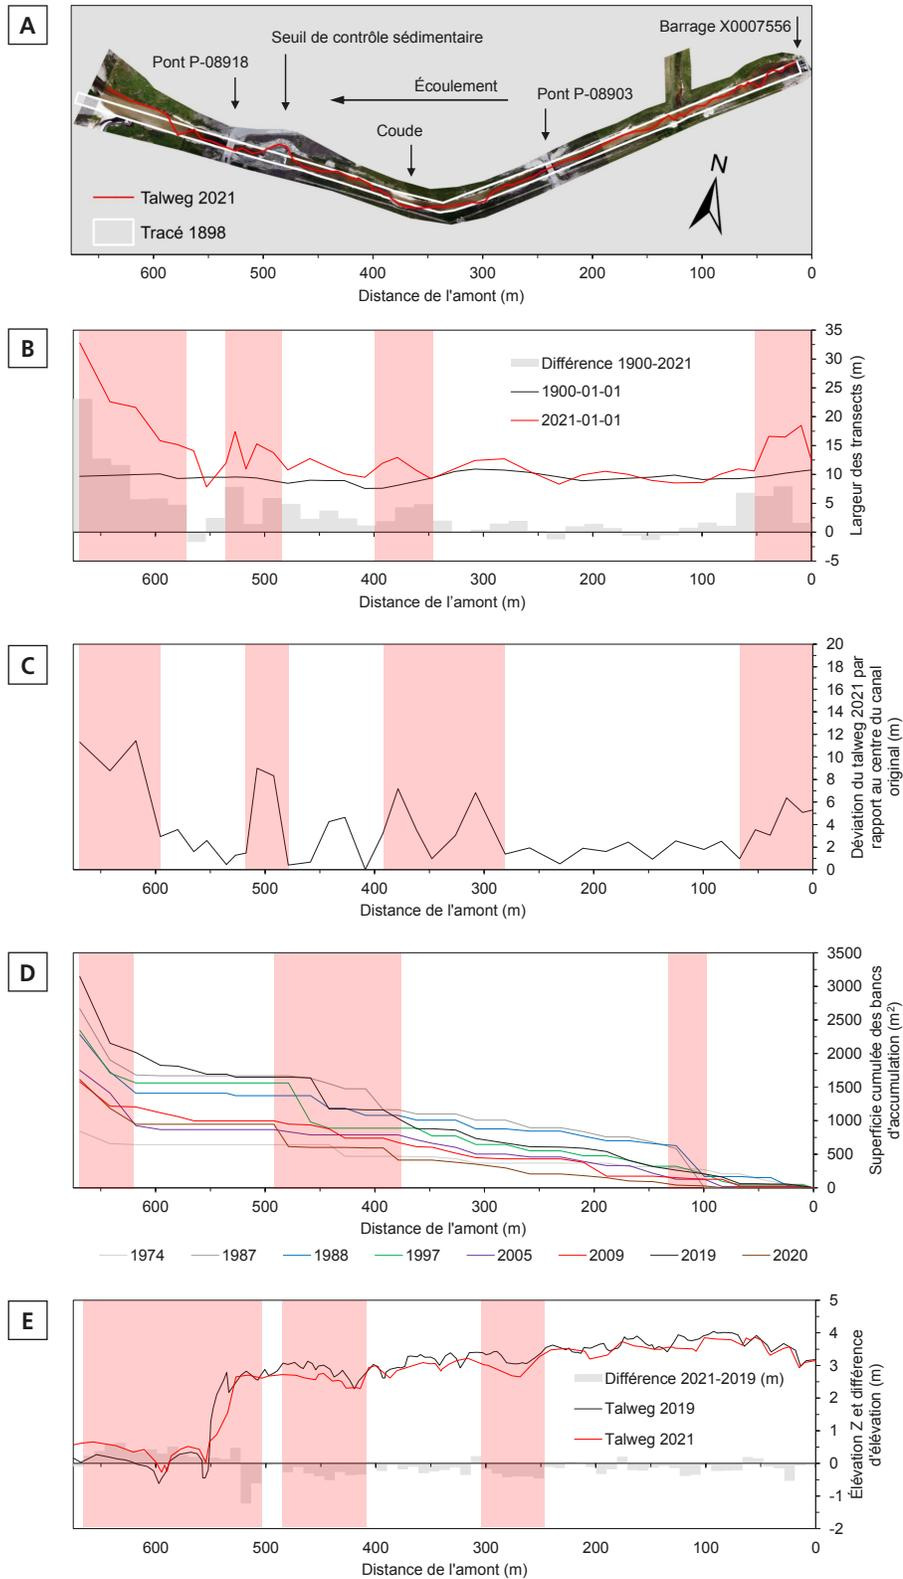 A
Barrage X0007556
Seuil de contrôle sédimentaire
Pont P-08918
Écoulement
Pont P-08903
Coude
N
Talweg 2021
Tracé 1898
600 500 400 300 200 100 0
Distance de l'amont (m)
B
Différence 1900-2021
1900-01-01
2021-01-01
35
30
25
20
15
10
5
0
-5
Largeur des transects (m)
600 500 400 300 200 100 0
Distance de l'amont (m)
C
20
18
16
14
12
10
8
6
4
2
0
Déviation du talweg 2021 par
rapport au centre du canal
original (m)
600 500 400 300 200 100 0
Distance de l'amont (m)
D
3500
3000
2500
2000
1500
1000
500
0
Superficie cumulée des bancs
d'accumulation (m²)
600 500 400 300 200 100 0
Distance de l'amont (m)
1974 1987 1988 1997 2005 2009 2019 2020
E
Différence 2021-2019 (m)
Talweg 2019
Talweg 2021
5
4
3
2
1
0
-1
-2
Élévation Z et différence
d'élévation (m)
600 500 400 300 200 100 0
Distance de l'amont (m)